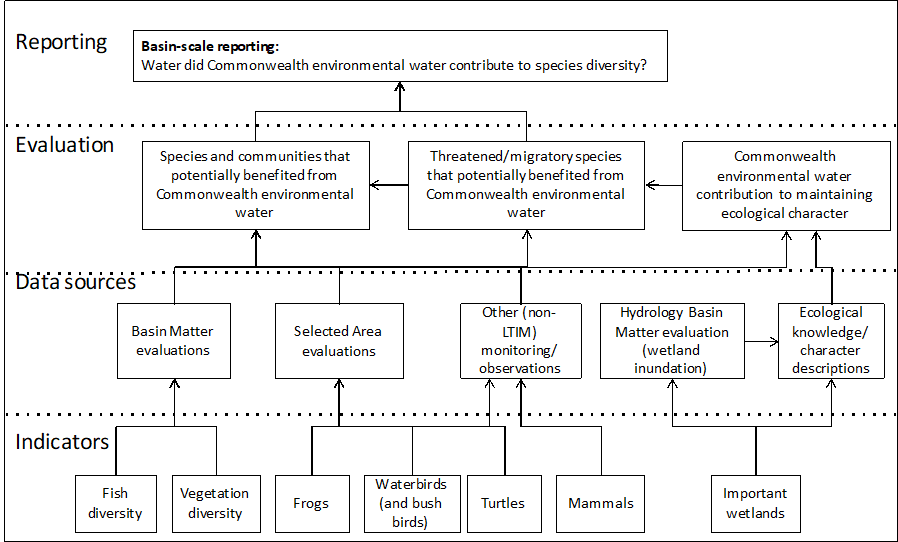 Reporting
Basin-scale reporting:
Water did Commonwealth environmental water contribute to species diversity?
Evaluation
Species and communities that
potentially benefited from
Commonwealth environmental
water
Threatened/migratory species
that potentially benefited from
Commonwealth environmental
water
Commonwealth
environmental water
contribution to maintaining
ecological character
Data sources
Basin Matter
evaluations
Selected Area
evaluations
Other (non-
LTIM)
monitoring/
observations
Hydrology Basin
Matter evaluation
(wetland
inundation)
Ecological
knowledge/
character
descriptions
Indicators
Fish
diversity
Vegetation
diversity
Frogs
Waterbirds
(and bush
birds)
Turtles
Mammals
Important
wetlands